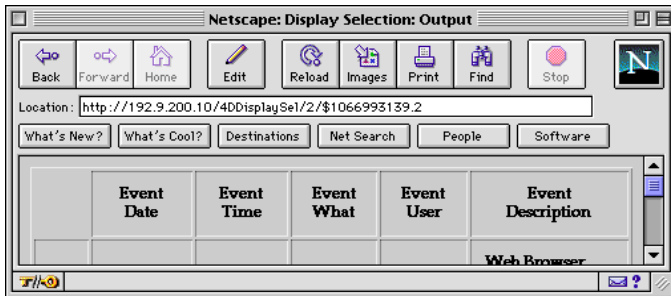 Netscape: Display Selection: Output
Back Forward Home Edit Reload Images Print Find Stop N
Location: http://192.9.200.10/4DDisplaySel/2/$1066993139.2
What's New? What's Cool? Destinations Net Search People Software
Event Date Event Time Event What Event User Event Description
Web Browser
?